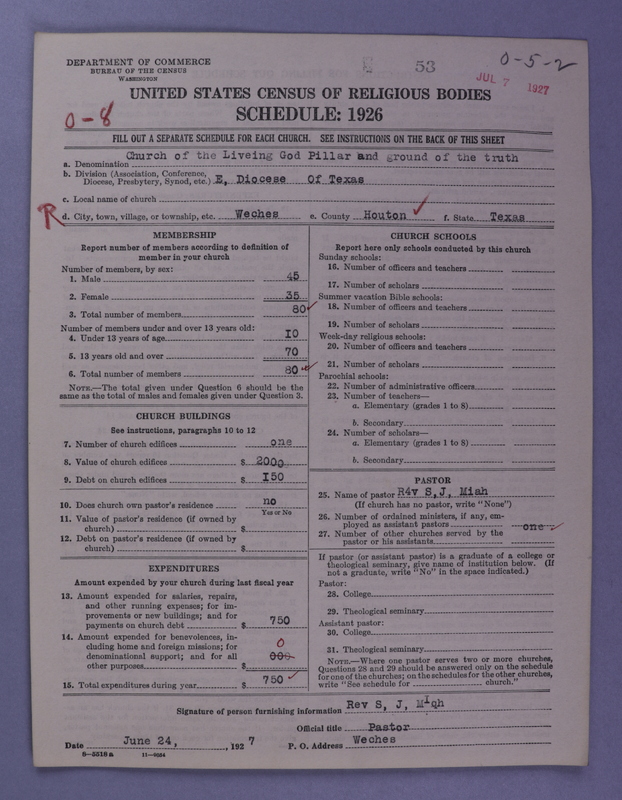 DEPARTMENT OF COMMERCE
BUREAU OF THE CENSUS
WASHINGTON
53
0-5-2
JUL 7 1927
UNITED STATES CENSUS OF RELIGIOUS BODIES
SCHEDULE: 1926
0-8
FILL OUT A SEPARATE SCHEDULE FOR EACH CHURCH. SEE INSTRUCTIONS ON THE BACK OF THIS SHEET
a. Denomination Church of the Liveing God Pillar and ground of the truth
b. Division (Association, Conference,
Diocese, Presbytery, Synod, etc.) E, Diocese Of Texas
c. Local name of church
R d. City, town, village, or township, etc. Weches e. County Houton ✓ f. State Texas
MEMBERSHIP
Report number of members according to definition of
member in your church
Number of members, by sex:
1. Male 45
2. Female 35
3. Total number of members 80 ✓
Number of members under and over 13 years old:
4. Under 13 years of age 10
5. 13 years old and over 70
6. Total number of members 80 ✓
NOTE.—The total given under Question 6 should be the
same as the total of males and females given under Question 3.
CHURCH BUILDINGS
See instructions, paragraphs 10 to 12
7. Number of church edifices one
8. Value of church edifices $ 2000
9. Debt on church edifices $ 150
10. Does church own pastor's residence no
Yes or No
11. Value of pastor's residence (if owned by
church) $
12. Debt on pastor's residence (if owned by
church) $
EXPENDITURES
Amount expended by your church during last fiscal year
13. Amount expended for salaries, repairs,
and other running expenses; for im-
provements or new buildings; and for
payments on church debt $ 750
14. Amount expended for benevolences, in-
cluding home and foreign missions; for 0
denominational support; and for all 000
other purposes $
15. Total expenditures during year $ 750 ✓
CHURCH SCHOOLS
Report here only schools conducted by this church
Sunday schools:
16. Number of officers and teachers
17. Number of scholars
Summer vacation Bible schools:
18. Number of officers and teachers
19. Number of scholars
Week-day religious schools:
20. Number of officers and teachers
21. Number of scholars
Parochial schools:
22. Number of administrative officers
23. Number of teachers—
a. Elementary (grades 1 to 8)
b. Secondary
24. Number of scholars—
a. Elementary (grades 1 to 8)
b. Secondary
PASTOR
25. Name of pastor R4v S,J, Miah
(If church has no pastor, write "None")
26. Number of ordained ministers, if any, em-
ployed as assistant pastors one ✓
27. Number of other churches served by the
pastor or his assistants
If pastor (or assistant pastor) is a graduate of a college or
theological seminary, give name of institution below. (If
not a graduate, write "No" in the space indicated.)
Pastor:
28. College
29. Theological seminary
Assistant pastor:
30. College
31. Theological seminary
NOTE.—Where one pastor serves two or more churches,
Questions 28 and 29 should be answered only on the schedule
for one of the churches; on the schedules for the other churches,
write "See schedule for church."
Signature of person furnishing information Rev S, J, MIqh
Official title Pastor
Date June 24, 1927 P. O. Address Weches
8—5518a 11—9034